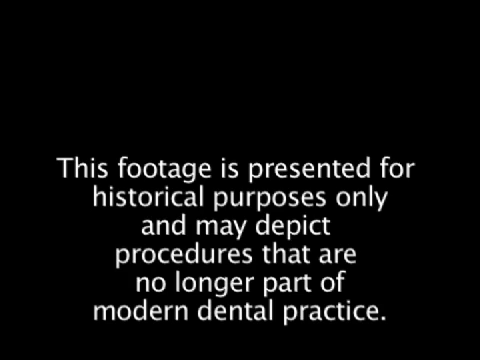 This footage is presented for
historical purposes only
and may depict
procedures that are
no longer part of
modern dental practice.